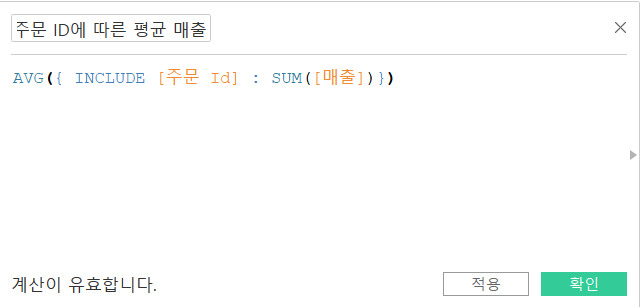 주문 ID에 따른 평균 매출
AVG({ INCLUDE [주문 Id] : SUM([매출])})
계산이 유효합니다.
적용
확인